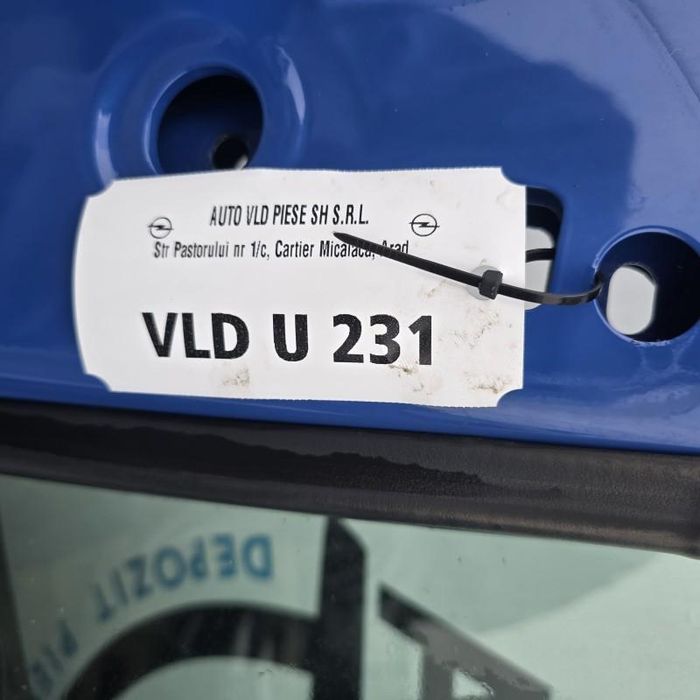 AUTO VLD PIESE SH S.R.L.
Str Pastorului nr 1/c, Cartier Micalaca, Arad
VLD U 231
DEPOZIT